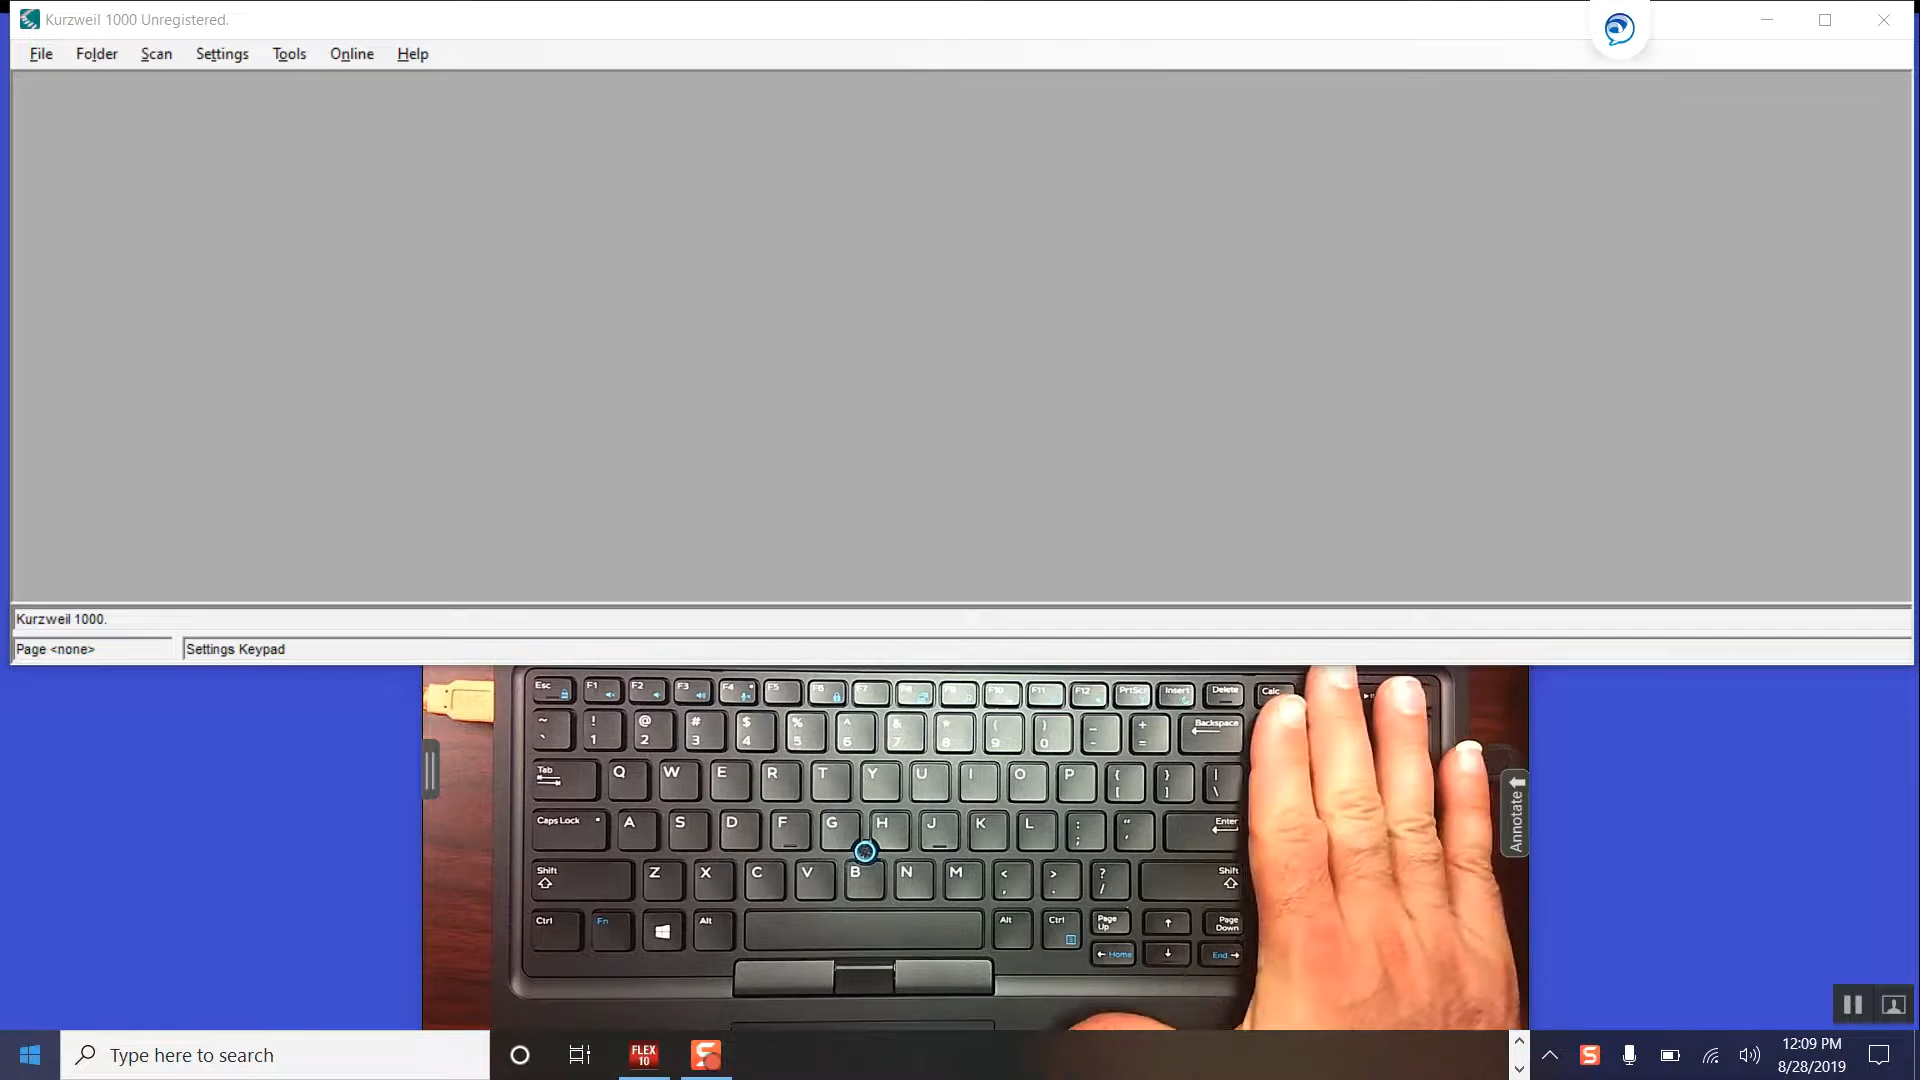 Kurzweil 1000 Unregistered.
File Folder Scan Settings Tools Online Help
Kurzweil 1000.
Page <none> Settings Keypad
Esc F1 F2 F3 F4 F5 F6 F7 F8 F9 F10 F11 F12 PrtScr Insert Delete Calc
~ ! @ # $ % ^ & * ( ) _ + Backspace
` 1 2 3 4 5 6 7 8 9 0 - =
Tab Q W E R T Y U I O P { } |
[ ] \
Caps Lock A S D F G H J K L : " Enter
; '
Shift Z X C V B N M < > ? Shift
, . /
Ctrl Fn Alt Alt Ctrl Page Up ↑ Page Down
← Home ↓ End →
Annotate
Type here to search
FLEX
10
12:09 PM
8/28/2019